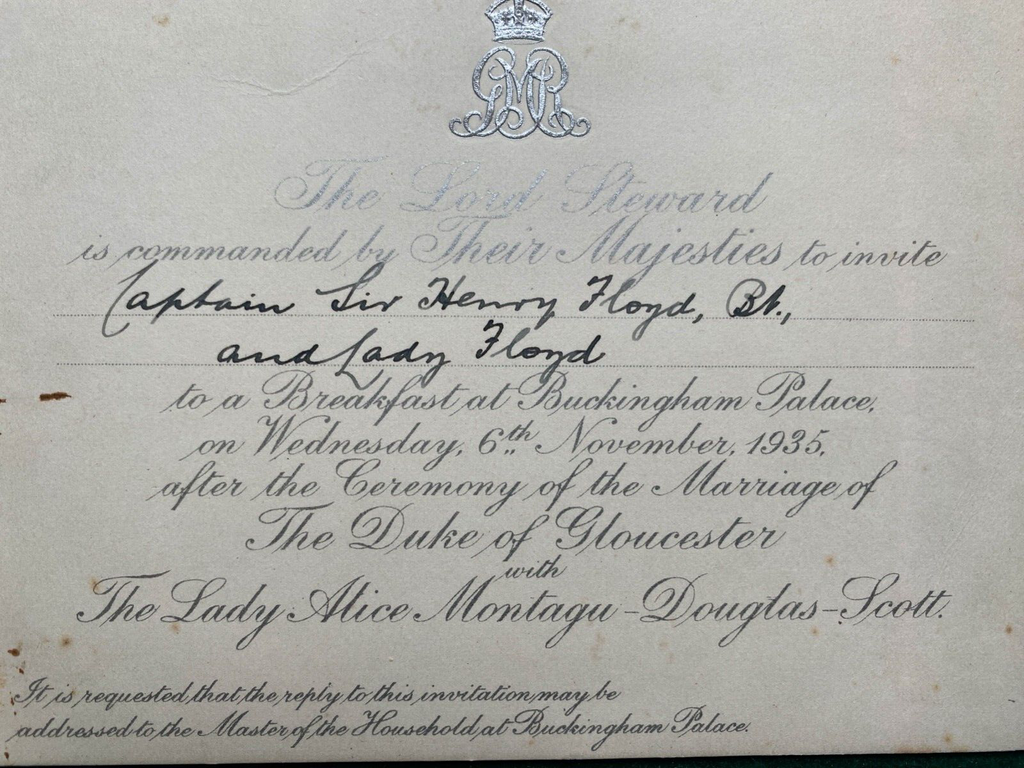 GMR
The Lord Steward
is commanded by Their Majesties to invite
Captain Sir Henry Floyd, Bt.,
and Lady Floyd
to a Breakfast at Buckingham Palace,
on Wednesday, 6th November, 1935,
after the Ceremony of the Marriage of
The Duke of Gloucester
with
The Lady Alice Montagu-Douglas-Scott.
It is requested that the reply to this invitation may be
addressed to the Master of the Household, at Buckingham Palace.